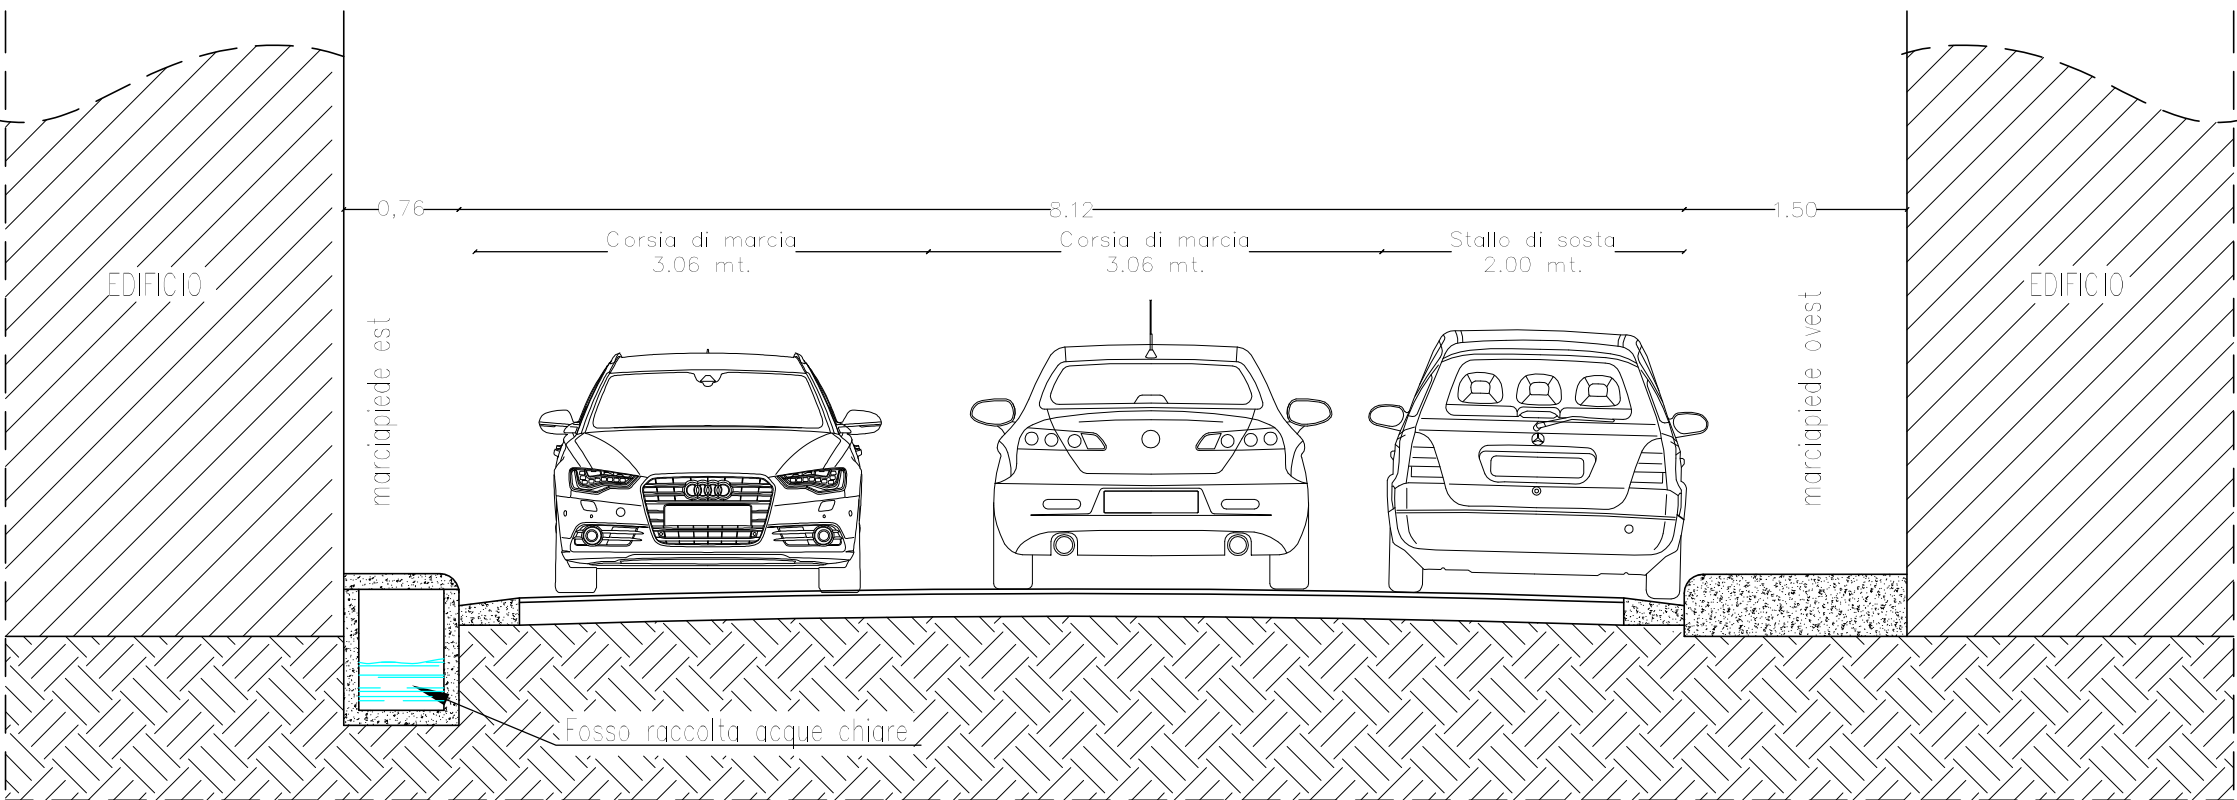 0,76
8.12
1.50
Corsia di marcia
3.06 mt.
Corsia di marcia
3.06 mt.
Stallo di sosta
2.00 mt.
EDIFICIO
EDIFICIO
marciapiede est
marciapiede ovest
Fosso raccolta acque chiare